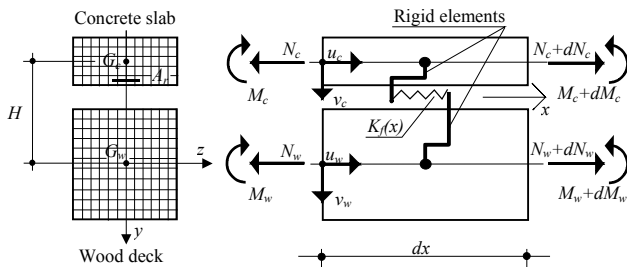 Concrete slab
Rigid elements
G_c
A_r
H
G_w
z
y
Wood deck
N_c
u_c
v_c
M_c
N_c+dN_c
M_c+dM_c
x
K_f(x)
N_w
u_w
v_w
M_w
N_w+dN_w
M_w+dM_w
dx